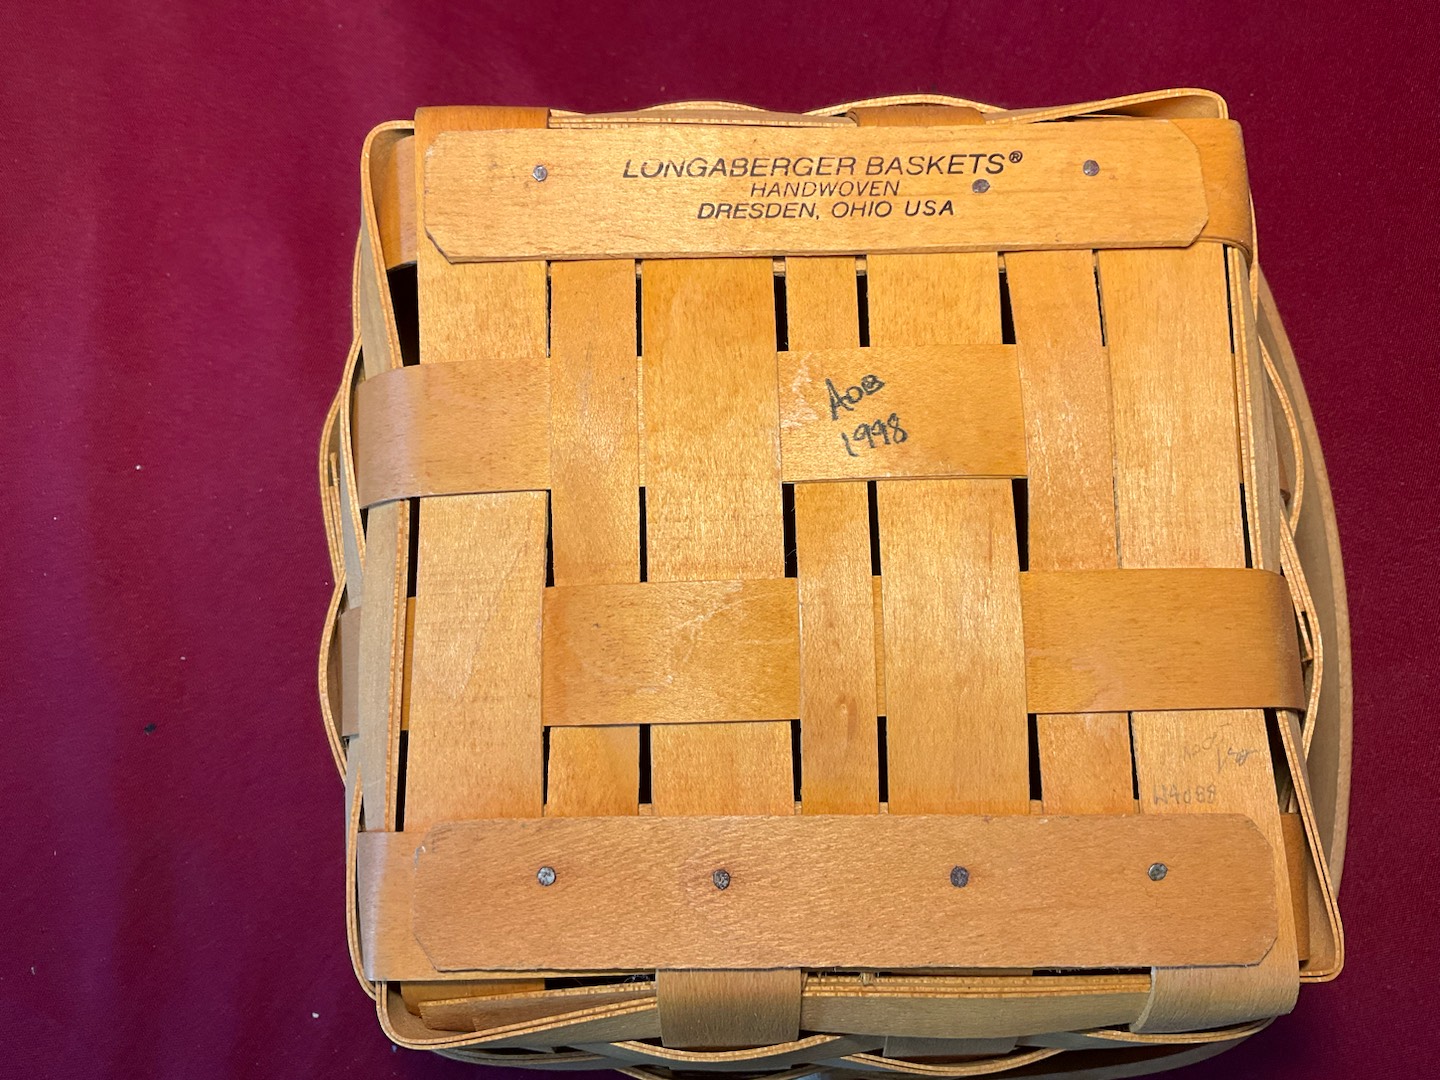 LONGABERGER BASKETS®
HANDWOVEN
DRESDEN, OHIO USA
AOB
1998